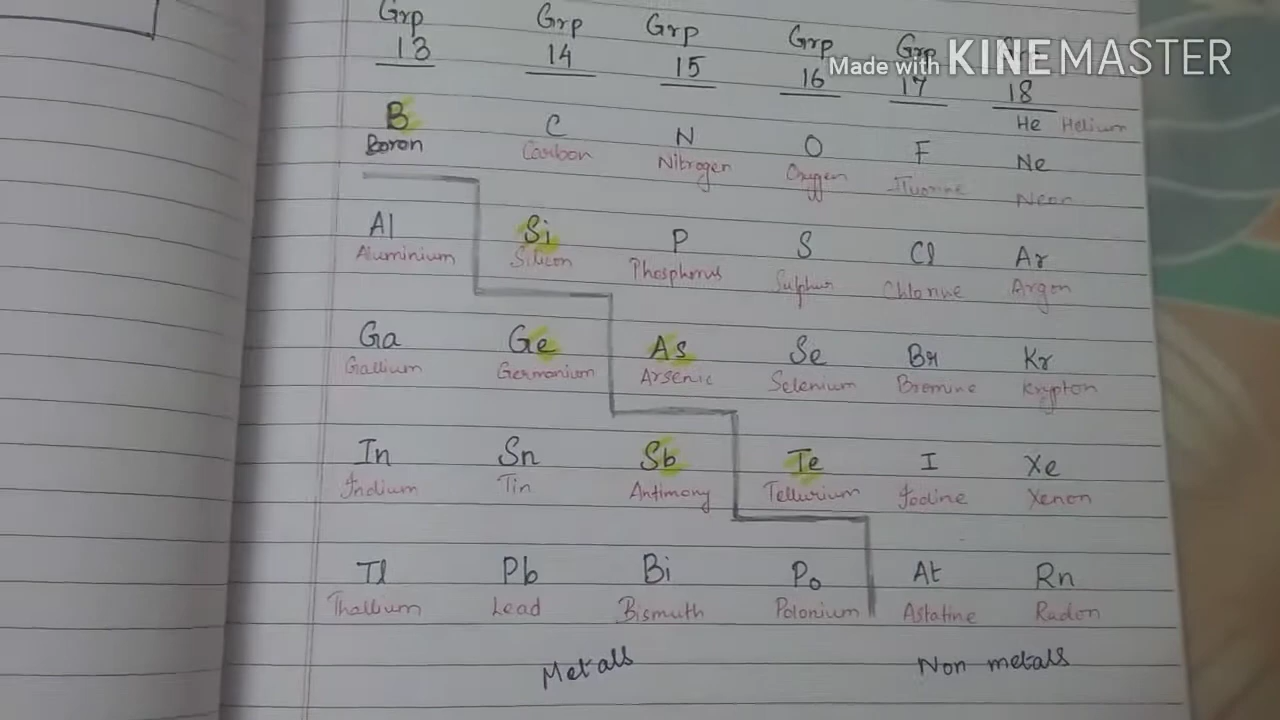 Grp Grp Grp Grp Grp
13 14 15 16 17 18
Made with KINEMASTER
He Helium
B C N O F Ne
Boron Carbon Nitrogen Oxygen Fluorine Neon
Al Si P S Cl Ar
Aluminium Silicon Phosphorus Sulphur Chlorine Argon
Ga Ge As Se Br Kr
Gallium Germanium Arsenic Selenium Bromine Krypton
In Sn Sb Te I Xe
Indium Tin Antimony Tellurium Iodine Xenon
Tl Pb Bi Po At Rn
Thallium Lead Bismuth Polonium Astatine Radon
Metals Non metals